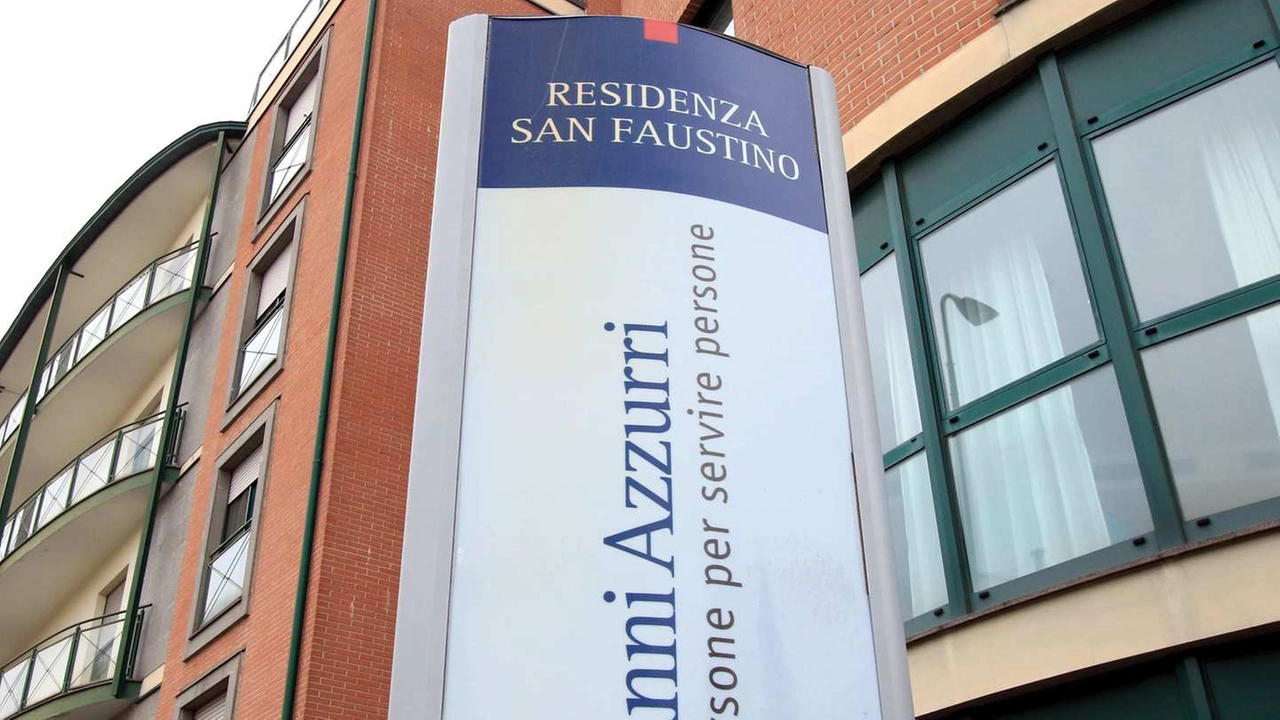 RESIDENZA
SAN FAUSTINO
nni Azzurri
rsone per servire persone